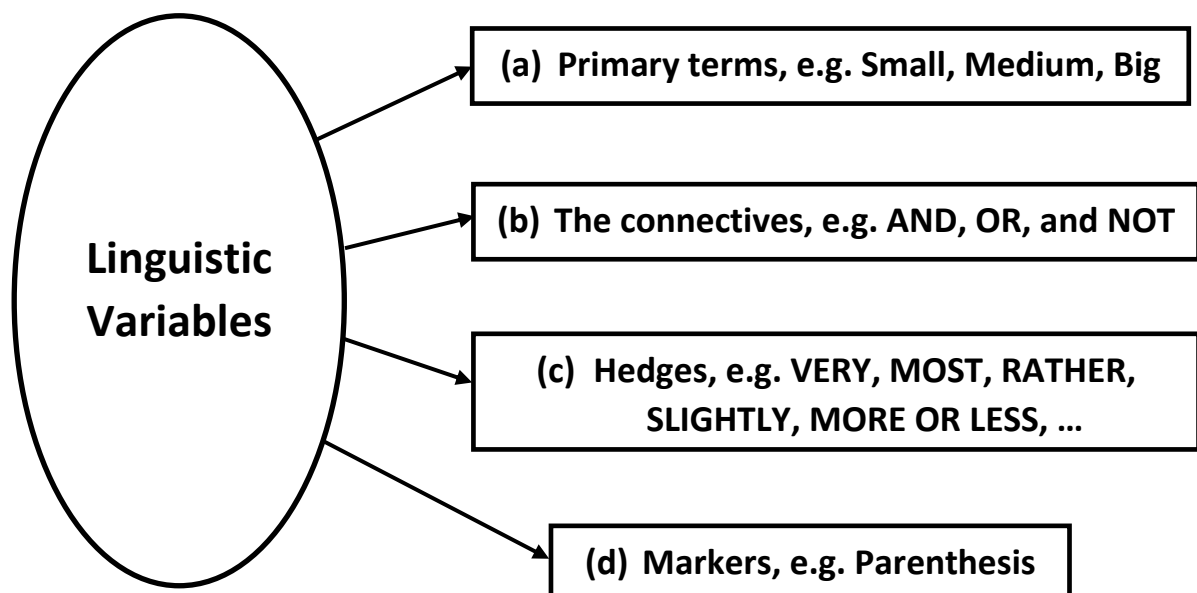 Linguistic
Variables
(a) Primary terms, e.g. Small, Medium, Big
(b) The connectives, e.g. AND, OR, and NOT
(c) Hedges, e.g. VERY, MOST, RATHER,
SLIGHTLY, MORE OR LESS, ...
(d) Markers, e.g. Parenthesis